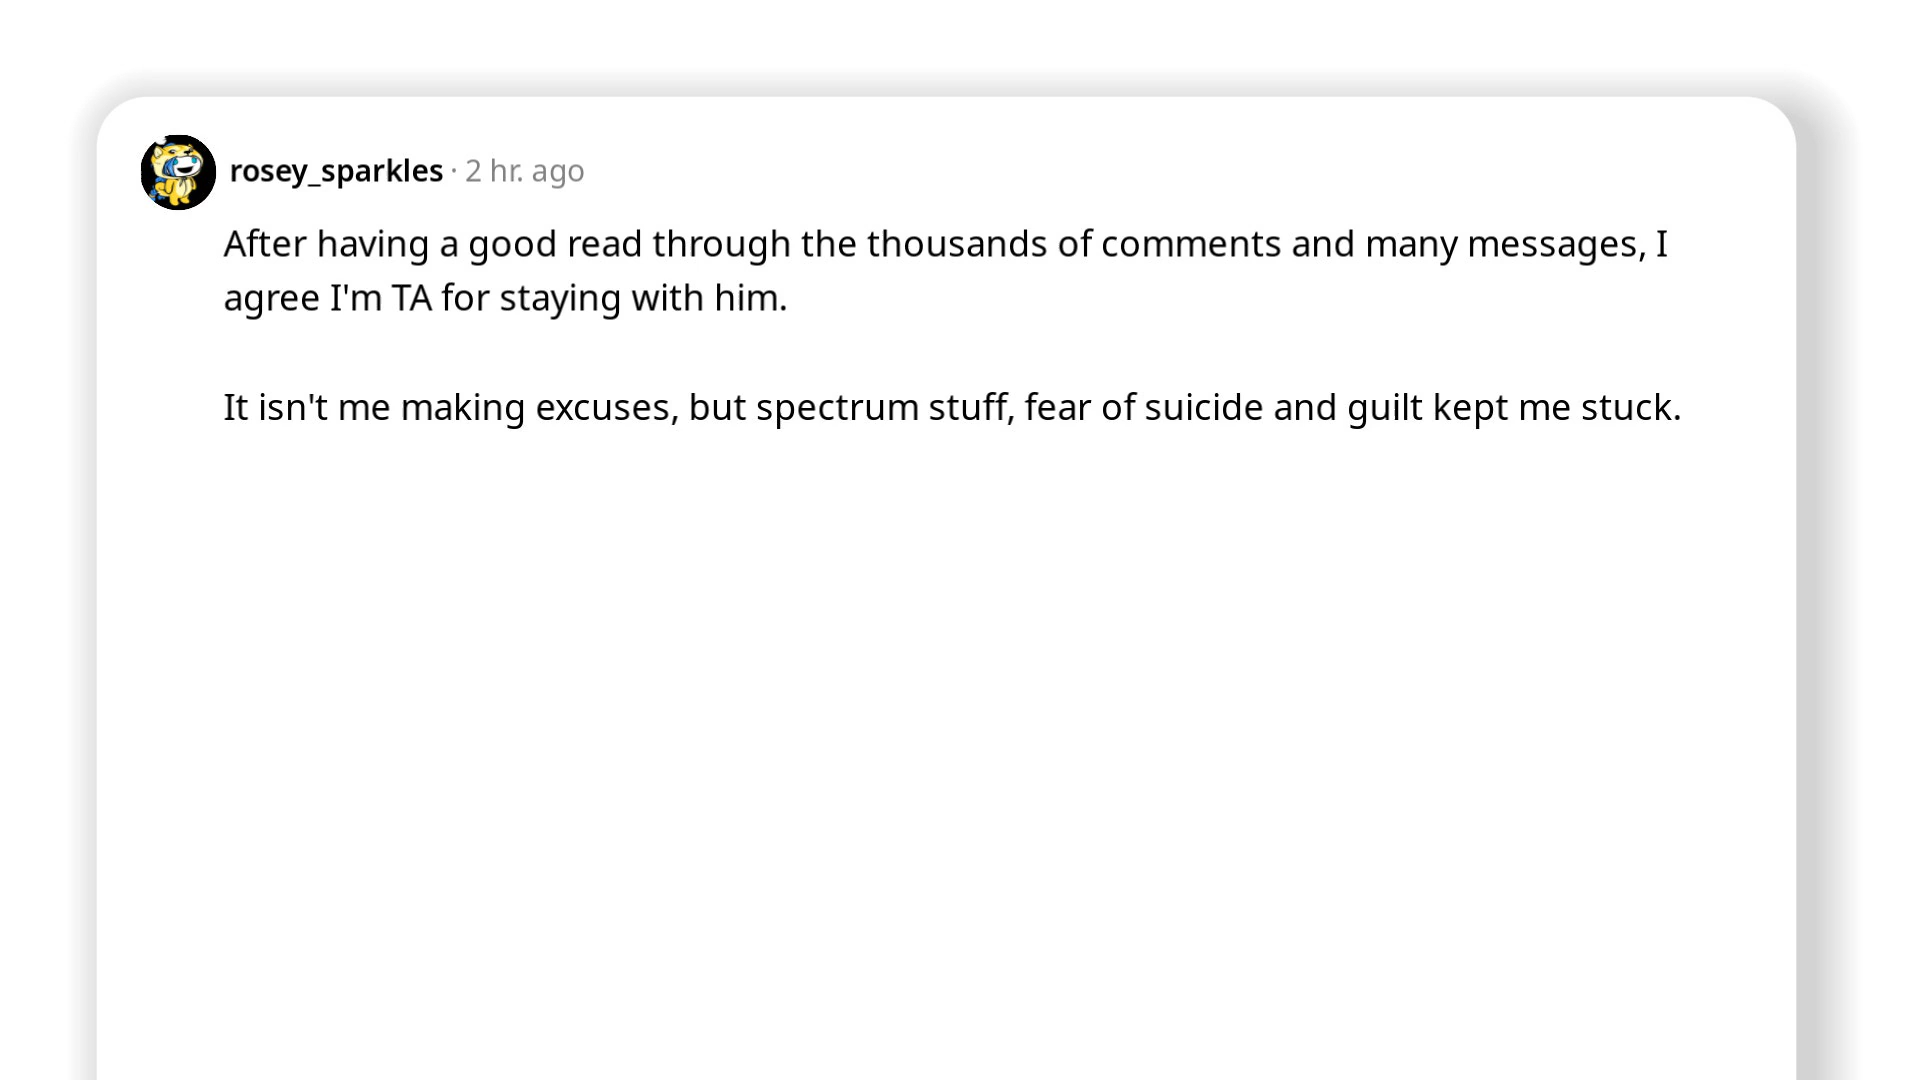 rosey_sparkles · 2 hr. ago
After having a good read through the thousands of comments and many messages, I
agree I'm TA for staying with him.
It isn't me making excuses, but spectrum stuff, fear of suicide and guilt kept me stuck.